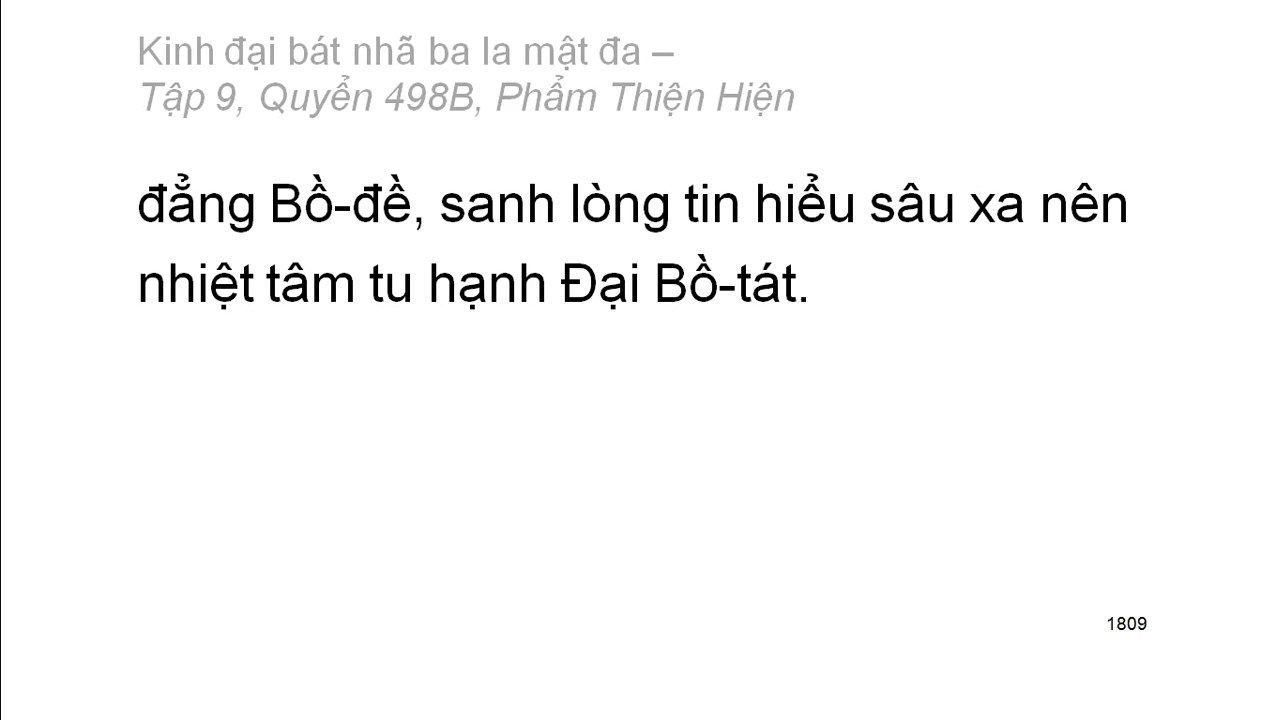 Kinh đại bát nhã ba la mật đa –
Tập 9, Quyển 498B, Phẩm Thiện Hiện
đẳng Bồ-đề, sanh lòng tin hiểu sâu xa nên
nhiệt tâm tu hạnh Đại Bồ-tát.
1809